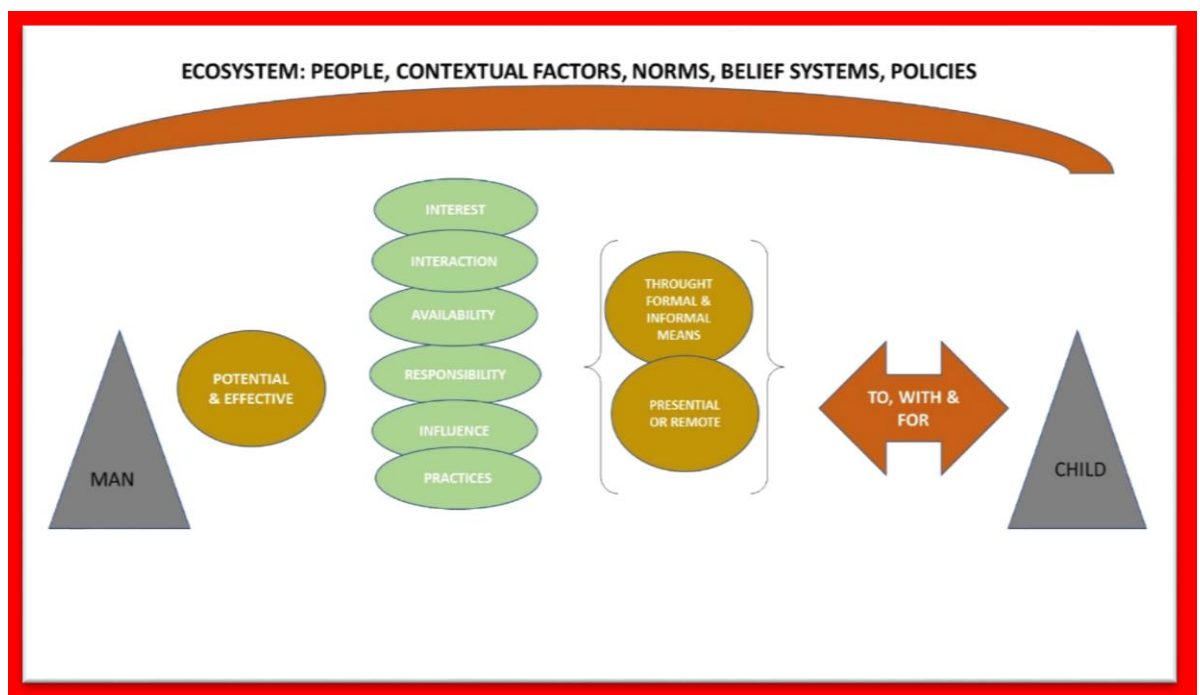 ECOSYSTEM: PEOPLE, CONTEXTUAL FACTORS, NORMS, BELIEF SYSTEMS, POLICIES
MAN
POTENTIAL
& EFFECTIVE
INTEREST
INTERACTION
AVAILABILITY
RESPONSIBILITY
INFLUENCE
PRACTICES
THROUGHT
FORMAL &
INFORMAL
MEANS
PRESENTIAL
OR REMOTE
TO, WITH &
FOR
CHILD